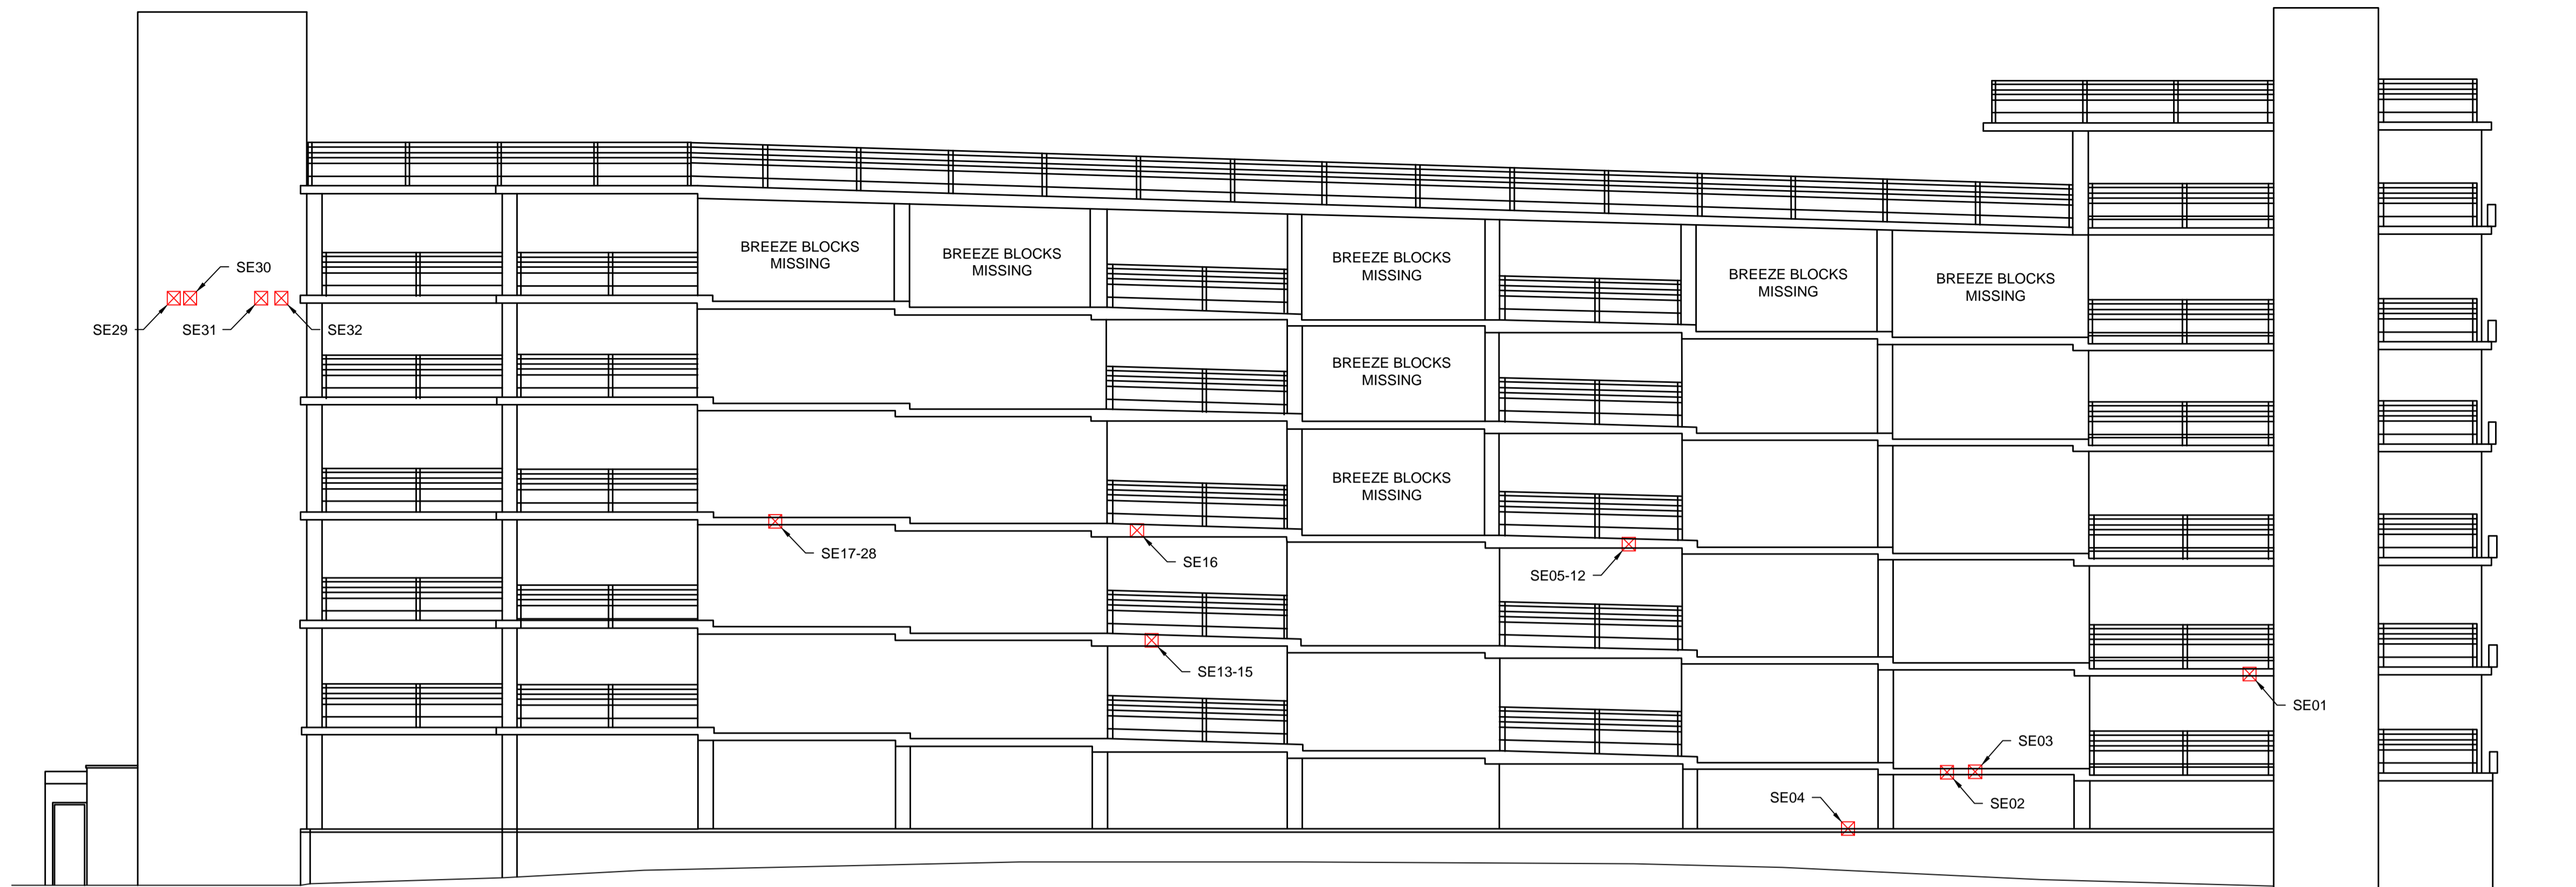 BREEZE BLOCKS
MISSING
BREEZE BLOCKS
MISSING
BREEZE BLOCKS
MISSING
BREEZE BLOCKS
MISSING
BREEZE BLOCKS
MISSING
SE30
SE29
SE31
SE32
BREEZE BLOCKS
MISSING
BREEZE BLOCKS
MISSING
SE17-28
SE16
SE05-12
SE13-15
SE01
SE03
SE04
SE02